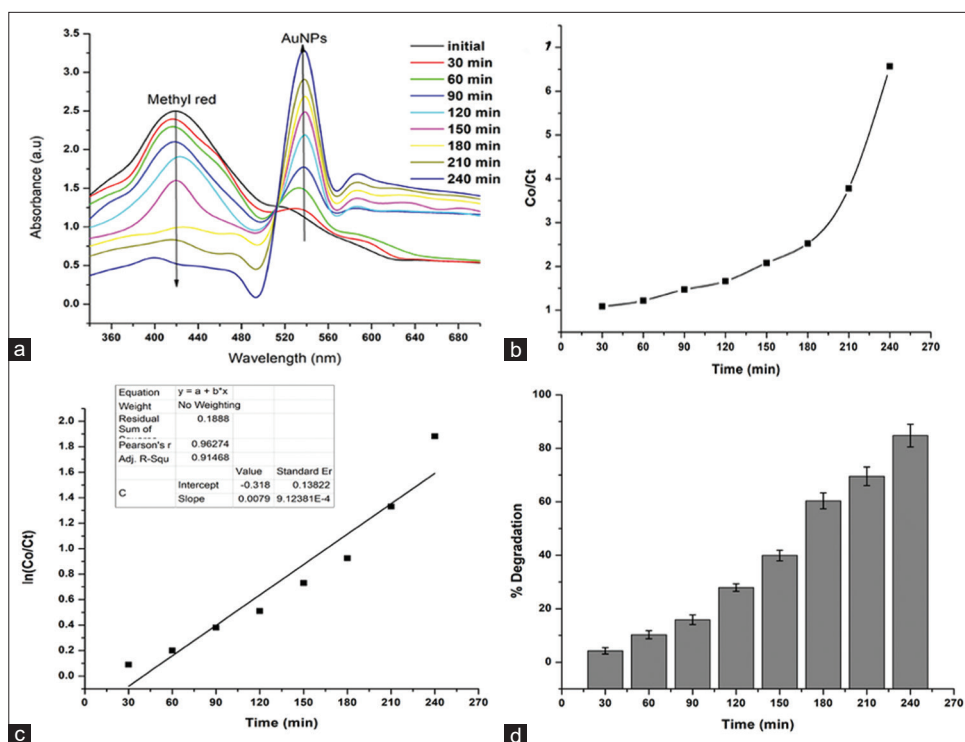 3.5
3.0
2.5
2.0
1.5
1.0
0.5
0.0
Absorbance (a.u)
Methyl red
AuNPs
initial
30 min
60 min
90 min
120 min
150 min
180 min
210 min
240 min
360 400 440 480 520 560 600 640 680
Wavelength (nm)
a
7
6
5
4
3
2
1
Co/Ct
0 30 60 90 120 150 180 210 240 270
Time (min)
b
Equation y = a + b*x
Weight No Weighting
Residual 0.1888
Sum of
Pearson's r 0.96274
Adj. R-Squ 0.91468
Value Standard Er
C
Intercept -0.318 0.13822
Slope 0.0079 9.12381E-4
2.0
1.8
1.6
1.4
1.2
1.0
0.8
0.6
0.4
0.2
0.0
ln(Co/Ct)
0 30 60 90 120 150 180 210 240 270
Time (min)
c
100
80
60
40
20
0
% Degradation
0 30 60 90 120 150 180 210 240 270
Time (min)
d